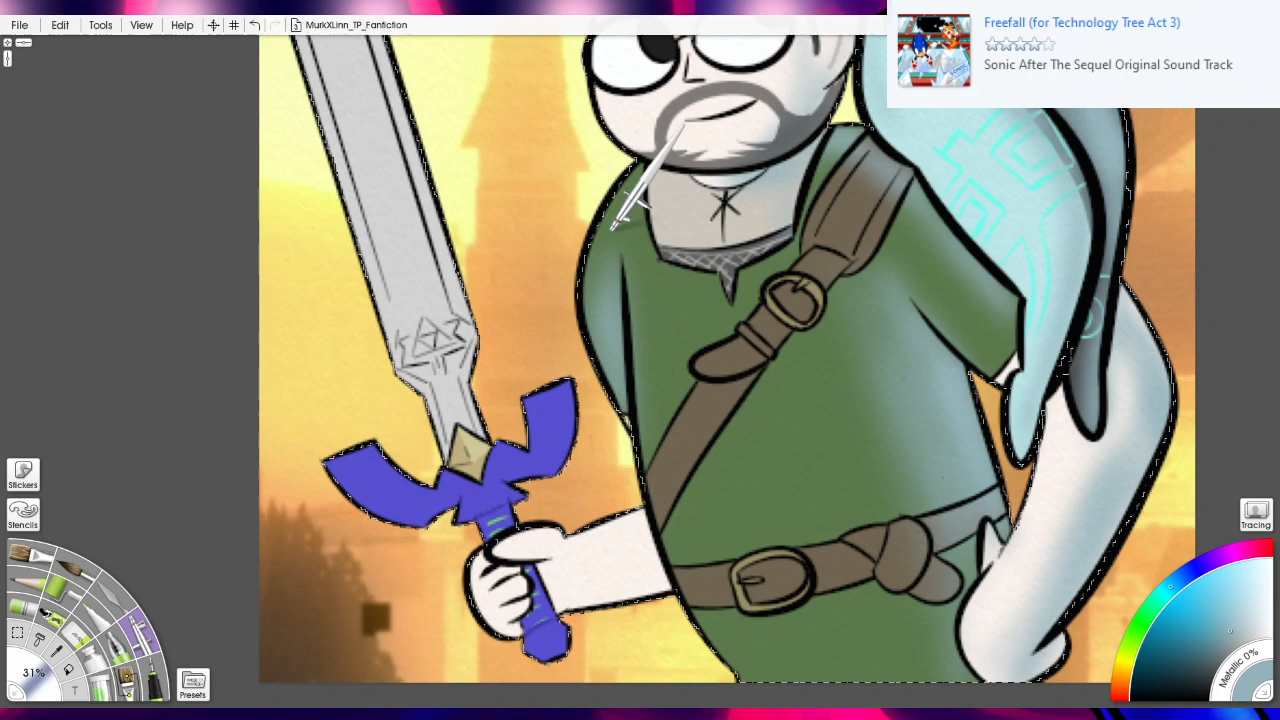 File Edit Tools View Help MurkXLinn_TP_Fanfiction
Freefall (for Technology Tree Act 3)
Sonic After The Sequel Original Sound Track
Stickers
Stencils
Tracing
31%
T
Presets
Metallic 0%